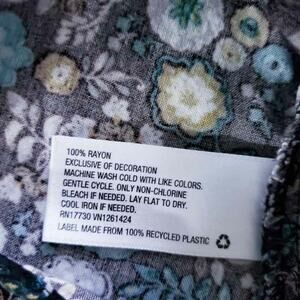 100% RAYON
EXCLUSIVE OF DECORATION
MACHINE WASH COLD WITH LIKE COLORS.
GENTLE CYCLE. ONLY NON-CHLORINE
BLEACH IF NEEDED. LAY FLAT TO DRY.
COOL IRON IF NEEDED.
RN17730 VN1261424
LABEL MADE FROM 100% RECYCLED PLASTIC